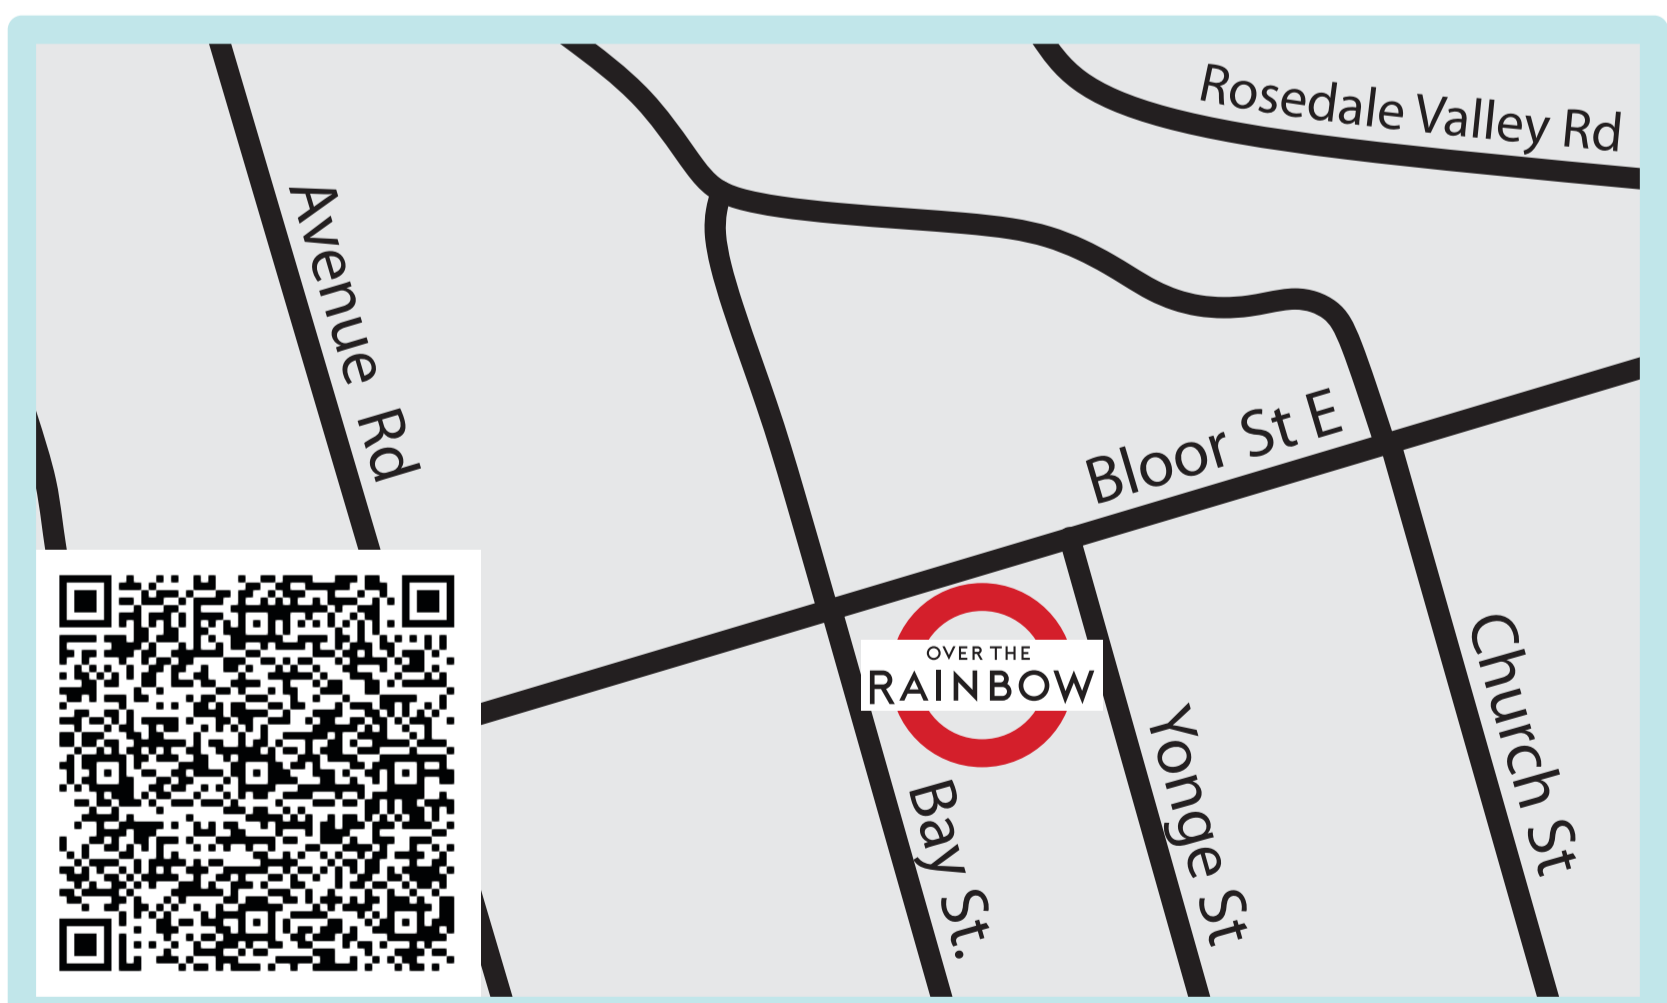 Rosedale Valley Rd
Avenue Rd
Bloor St E
OVER THE
RAINBOW
Church St
Yonge St
Bay St.